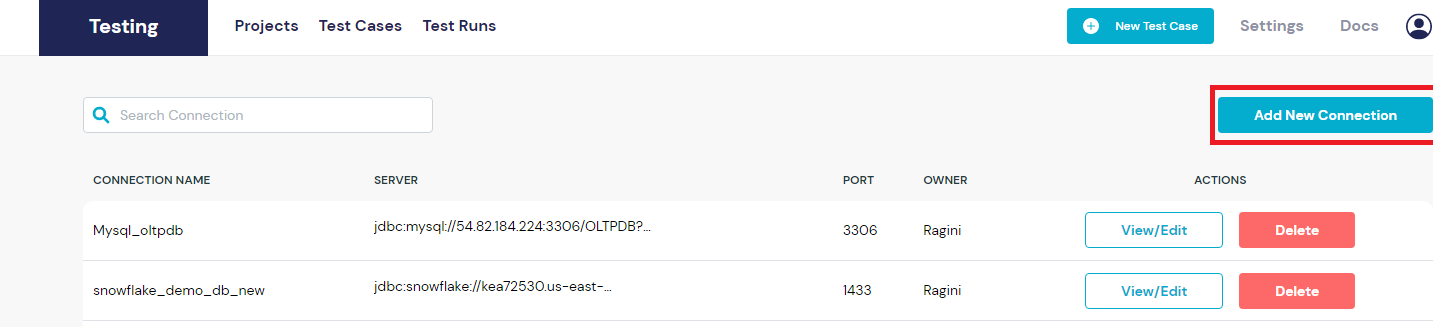 Testing Projects Test Cases Test Runs New Test Case Settings Docs
Search Connection Add New Connection
CONNECTION NAME SERVER PORT OWNER ACTIONS
Mysql_oltpdb jdbc:mysql://54.82.184.224:3306/OLTPDB?... 3306 Ragini View/Edit Delete
snowflake_demo_db_new jdbc:snowflake://kea72530.us-east-... 1433 Ragini View/Edit Delete